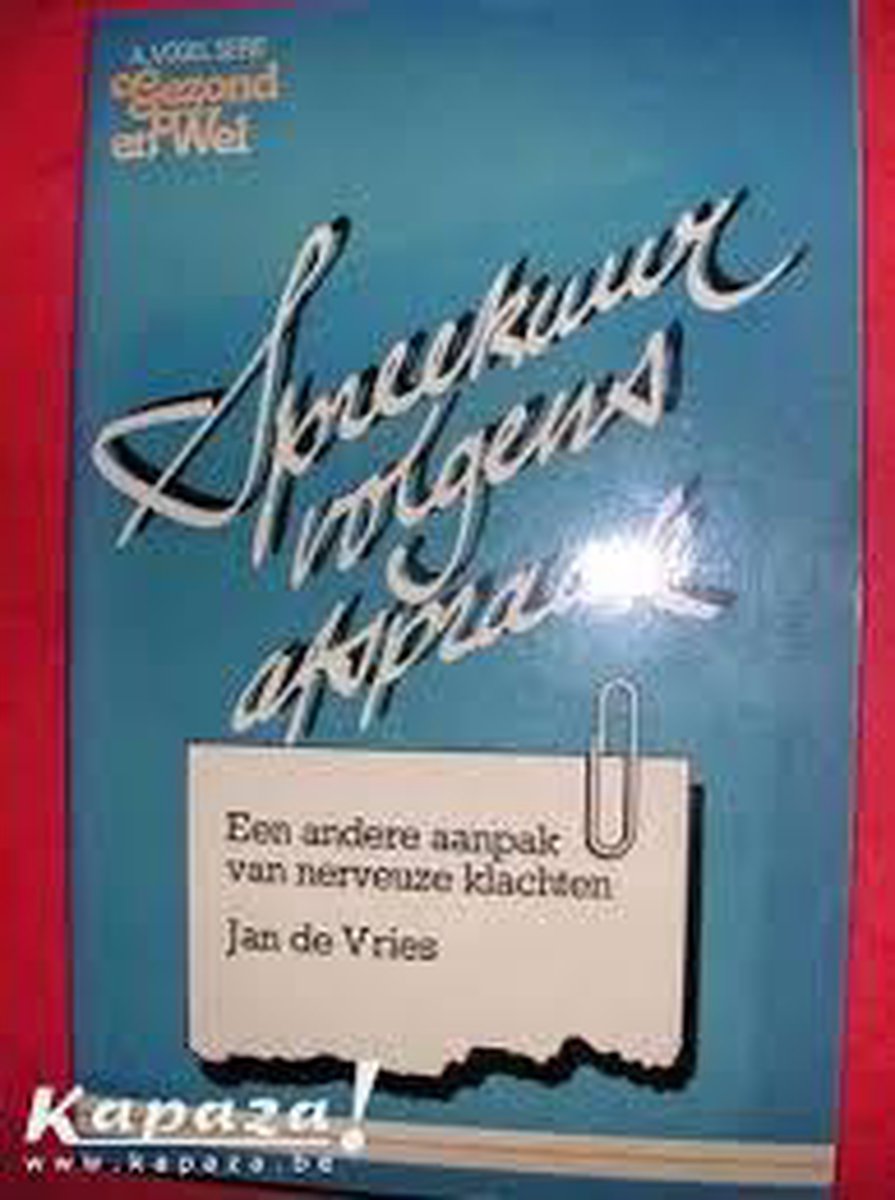 A. VOGEL SERIE
Gezond
en Wel
Spreekuur
volgens
afspraak
Een andere aanpak
van nerveuze klachten
Jan de Vries
Kapaza!
www.kapaza.be